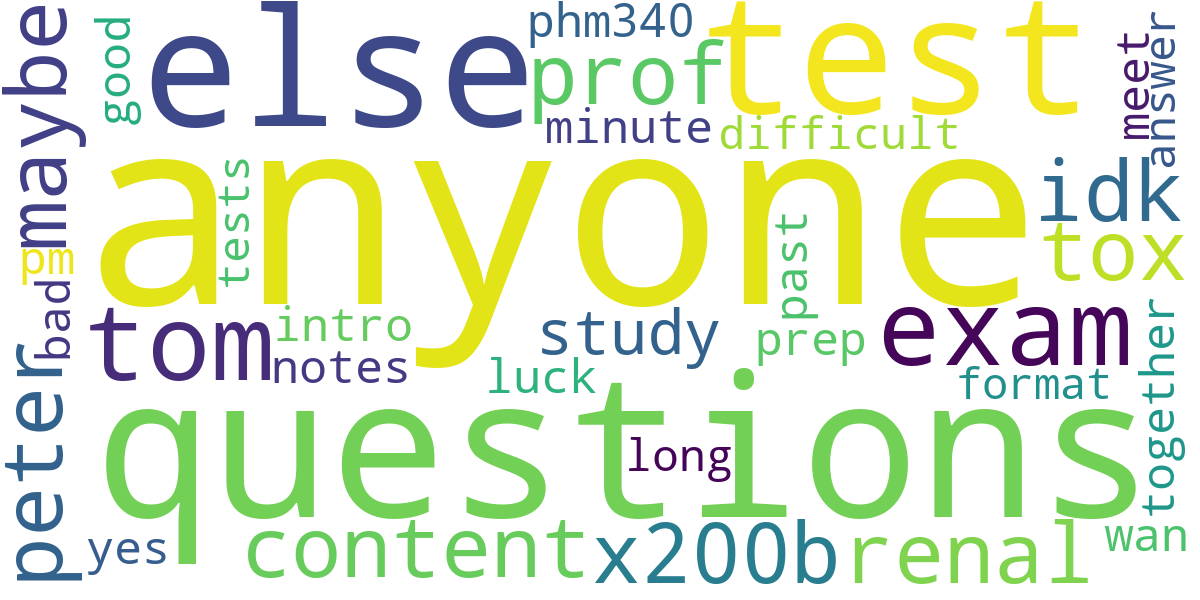 maybe
good
else
phm340
prof
test
meet
answer
minute
difficult
anyone
tests
past
idk
tox
pm
bad
tom
intro
notes
study
luck
prep
exam
format
together
peter
questions
long
yes
content
x200b
renal
wan